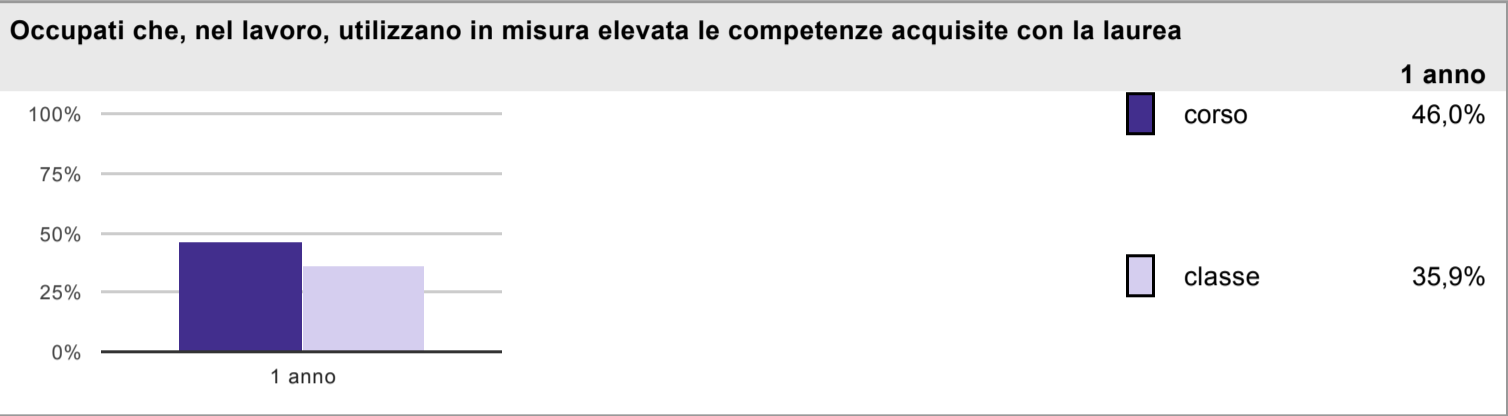 Occupati che, nel lavoro, utilizzano in misura elevata le competenze acquisite con la laurea
1 anno
100%
75%
50%
25%
0%
1 anno
corso 46,0%
classe 35,9%